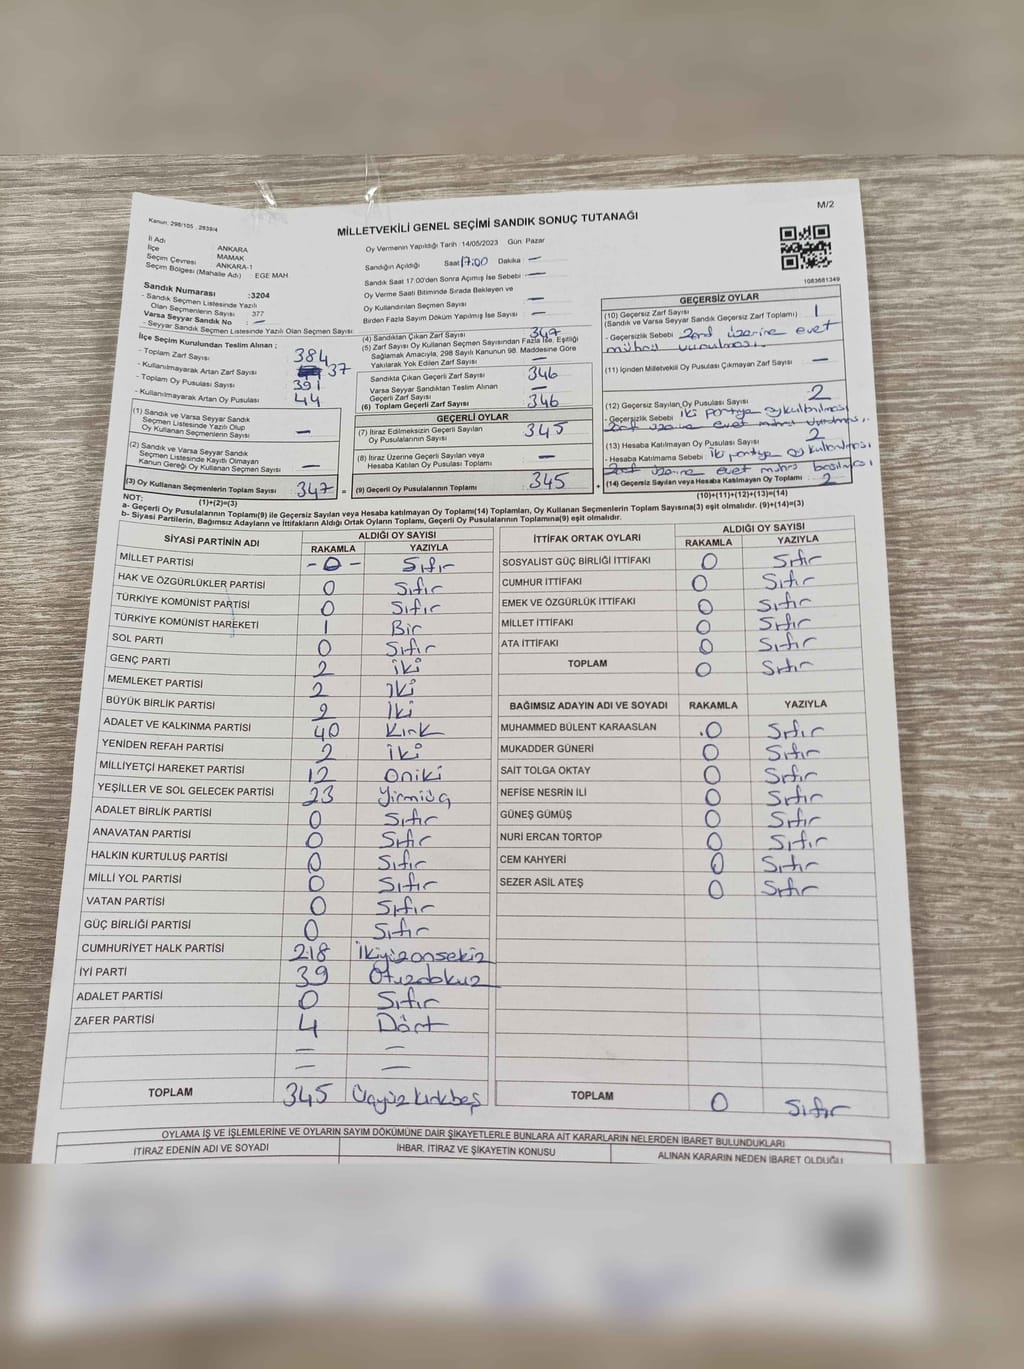 M/2
Kanun: 298/105 , 2839/4
MİLLETVEKİLİ GENEL SEÇİMİ SANDIK SONUÇ TUTANAĞI
İl Adı : ANKARA
İlçe : MAMAK
Seçim Çevresi : ANKARA-1
Seçim Bölgesi (Mahalle Adı) : EGE MAH
Sandık Numarası :3204
- Sandık Seçmen Listesinde Yazılı
Olan Seçmenlerin Sayısı : 377
Varsa Seyyar Sandık No : —
- Seyyar Sandık Listesinde Yazılı Olan Seçmen Sayısı:
İlçe Seçim Kurulundan Teslim Alınan ;
- Toplam Zarf Sayısı 384
- Kullanılmayarak Artan Zarf Sayısı 37
- Toplam Oy Pusulası Sayısı 391
- Kullanılmayarak Artan Oy Pusulası 44
(1) Sandık ve Varsa Seyyar Sandık
Seçmen Listesinde Yazılı Olup
Oy Kullanan Seçmenlerin Sayısı —
(2) Sandık ve Varsa Seyyar Sandık
Seçmen Listesinde Kayıtlı Olmayan
Kanun Gereği Oy Kullanan Seçmen Sayısı —
(3) Oy Kullanan Seçmenlerin Toplam Sayısı 347 =
(1)+(2)=(3)
Oy Vermenin Yapıldığı Tarih : 14/05/2023 Gün: Pazar
Sandığın Açıldığı Saat 17:00 Dakika —
Sandık Saat 17:00'den Sonra Açımış İse Sebebi : —
Oy Verme Saati Bitiminde Sırada Bekleyen ve
Oy Kullandırılan Seçmen Sayısı —
Birden Fazla Sayım Döküm Yapılmış İse Sayısı : —
(4) Sandıktan Çıkan Zarf Sayısı 347
(5) Zarf Sayısı Oy Kullanan Seçmen Sayısından Fazla İse, Eşitliği
Sağlamak Amacıyla, 298 Sayılı Kanunun 98. Maddesine Göre
Yakılarak Yok Edilen Zarf Sayısı —
Sandıkta Çıkan Geçerli Zarf Sayısı 346
Varsa Seyyar Sandıktan Teslim Alınan
Geçerli Zarf Sayısı —
(6) Toplam Geçerli Zarf Sayısı 346
GEÇERLİ OYLAR
(7) İtiraz Edilmeksizin Geçerli Sayılan
Oy Pusulalarının Sayısı 345
(8) İtiraz Üzerine Geçerli Sayılan veya
Hesaba Katılan Oy Pusulaları Toplamı —
(9) Geçerli Oy Pusulalarının Toplamı 345 +
1083681349
GEÇERSİZ OYLAR
(10) Geçersiz Zarf Sayısı 1
(Sandık ve Varsa Seyyar Sandık Geçersiz Zarf Toplamı)
- Geçersizlik Sebebi Zarf üzerine evet
mührü vurulması.
(11) İçinden Milletvekili Oy Pusulası Çıkmayan Zarf Sayısı —
(12) Geçersiz Sayılan Oy Pusulası Sayısı 2
- Geçersizlik Sebebi iki partiye oy kullanılması
Zarf üzerine evet mührü vurulması.
(13) Hesaba Katılmayan Oy Pusulası Sayısı 2
- Hesaba Katılmama Sebebi İki partiye oy kullanılması
Zarf üzerine evet mührü basılması
(14) Geçersiz Sayılan veya Hesaba Katılmayan Oy Toplamı 2
(10)+(11)+(12)+(13)=(14)
NOT:
a- Geçerli Oy Pusulalarının Toplamı(9) ile Geçersiz Sayılan veya Hesaba katılmayan Oy Toplamı(14) Toplamları, Oy Kullanan Seçmenlerin Toplam Sayısına(3) eşit olmalıdır. (9)+(14)=(3)
b- Siyasi Partilerin, Bağımsız Adayların ve İttifakların Aldığı Ortak Oyların Toplamı, Geçerli Oy Pusulalarının Toplamına(9) eşit olmalıdır.
SİYASİ PARTİNİN ADI ALDIĞI OY SAYISI
RAKAMLA YAZIYLA
MİLLET PARTİSİ - 0 - Sıfır
HAK VE ÖZGÜRLÜKLER PARTİSİ 0 Sıfır
TÜRKİYE KOMÜNİST PARTİSİ 0 Sıfır
TÜRKİYE KOMÜNİST HAREKETİ 1 Bir
SOL PARTİ 0 Sıfır
GENÇ PARTİ 2 İki
MEMLEKET PARTİSİ 2 İki
BÜYÜK BİRLİK PARTİSİ 2 İki
ADALET VE KALKINMA PARTİSİ 40 Kırk
YENİDEN REFAH PARTİSİ 2 İki
MİLLİYETÇİ HAREKET PARTİSİ 12 Oniki
YEŞİLLER VE SOL GELECEK PARTİSİ 23 Yirmiüç
ADALET BİRLİK PARTİSİ 0 Sıfır
ANAVATAN PARTİSİ 0 Sıfır
HALKIN KURTULUŞ PARTİSİ 0 Sıfır
MİLLİ YOL PARTİSİ 0 Sıfır
VATAN PARTİSİ 0 Sıfır
GÜÇ BİRLİĞİ PARTİSİ 0 Sıfır
CUMHURİYET HALK PARTİSİ 218 İkiyüzonsekiz
İYİ PARTİ 39 Otuzdokuz
ADALET PARTİSİ 0 Sıfır
ZAFER PARTİSİ 4 Dört
— —
— —
TOPLAM 345 Üçyüzkırkbeş
İTTİFAK ORTAK OYLARI ALDIĞI OY SAYISI
RAKAMLA YAZIYLA
SOSYALİST GÜÇ BİRLİĞİ İTTİFAKI 0 Sıfır
CUMHUR İTTİFAKI 0 Sıfır
EMEK VE ÖZGÜRLÜK İTTİFAKI 0 Sıfır
MİLLET İTTİFAKI 0 Sıfır
ATA İTTİFAKI 0 Sıfır
TOPLAM 0 Sıfır
BAĞIMSIZ ADAYIN ADI VE SOYADI RAKAMLA YAZIYLA
MUHAMMED BÜLENT KARAASLAN 0 Sıfır
MUKADDER GÜNERİ 0 Sıfır
SAİT TOLGA OKTAY 0 Sıfır
NEFİSE NESRİN İLİ 0 Sıfır
GÜNEŞ GÜMÜŞ 0 Sıfır
NURİ ERCAN TORTOP 0 Sıfır
CEM KAHYERİ 0 Sıfır
SEZER ASİL ATEŞ 0 Sıfır
TOPLAM 0 Sıfır
OYLAMA İŞ VE İŞLEMLERİNE VE OYLARIN SAYIM DÖKÜMÜNE DAİR ŞİKAYETLERLE BUNLARA AİT KARARLARIN NELERDEN İBARET BULUNDUKLARI
İTİRAZ EDENİN ADI VE SOYADI İHBAR, İTİRAZ VE ŞİKAYETİN KONUSU ALINAN KARARIN NEDEN İBARET OLDUĞU